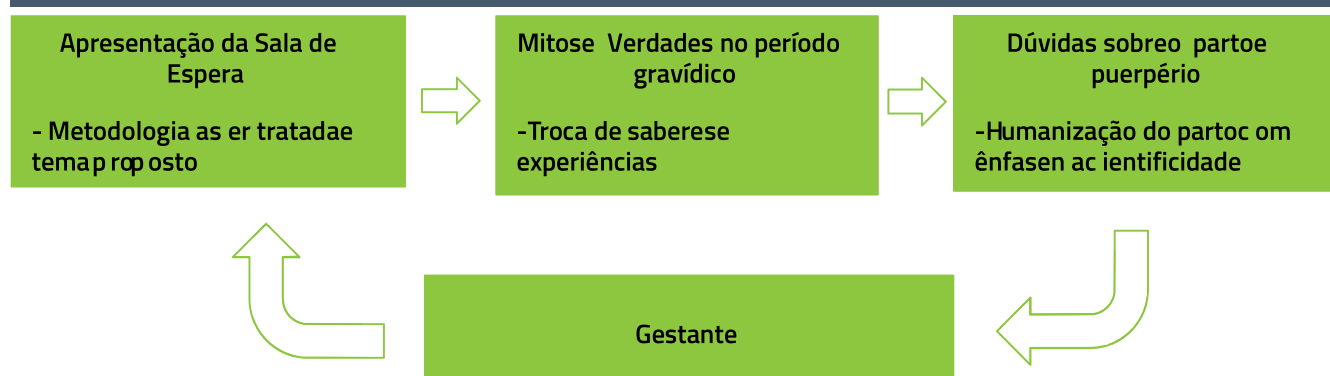 Apresentação da Sala de
Espera
- Metodologia as er tratadae
temap rop osto
Mitose Verdades no período
gravídico
-Troca de saberese
experiências
Dúvidas sobreo partoe
puerpério
-Humanização do partoc om
ênfasen ac ientificidade
Gestante